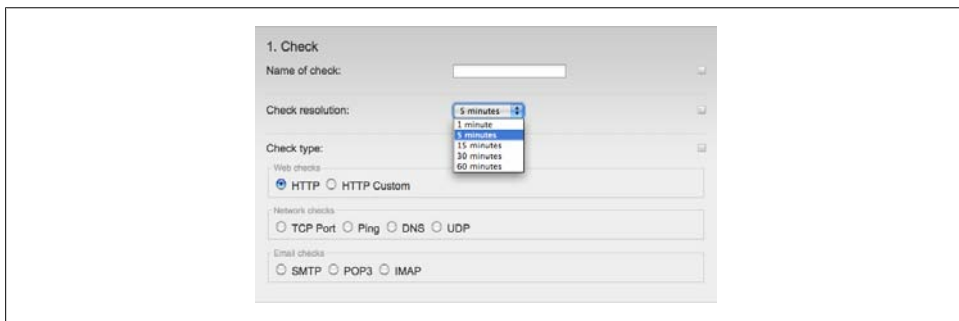 1. Check
Name of check:
Check resolution:
5 minutes
1 minute
5 minutes
15 minutes
30 minutes
60 minutes
Check type:
Web checks
HTTP HTTP Custom
Network checks
TCP Port Ping DNS UDP
Email checks
SMTP POP3 IMAP